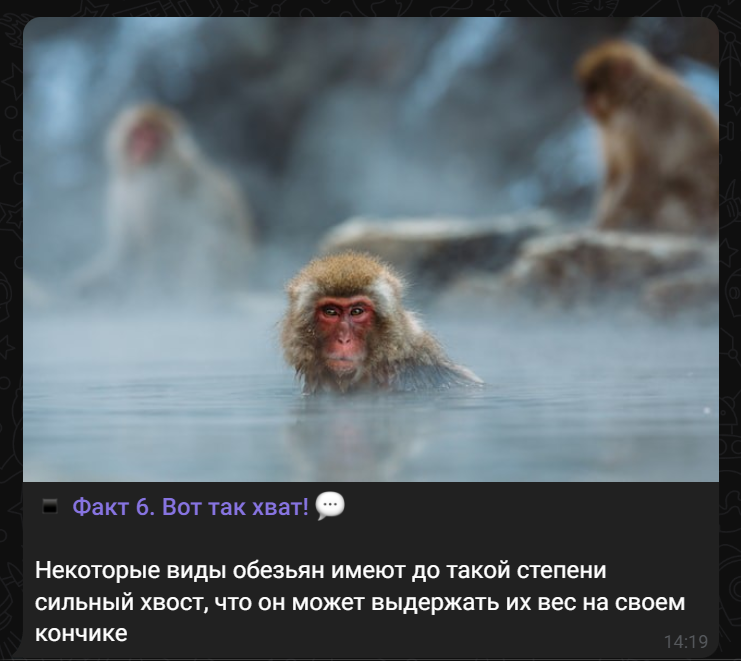 ▪️ Факт 6. Вот так хват! 💬
Некоторые виды обезьян имеют до такой степени
сильный хвост, что он может выдержать их вес на своем
кончике
14:19